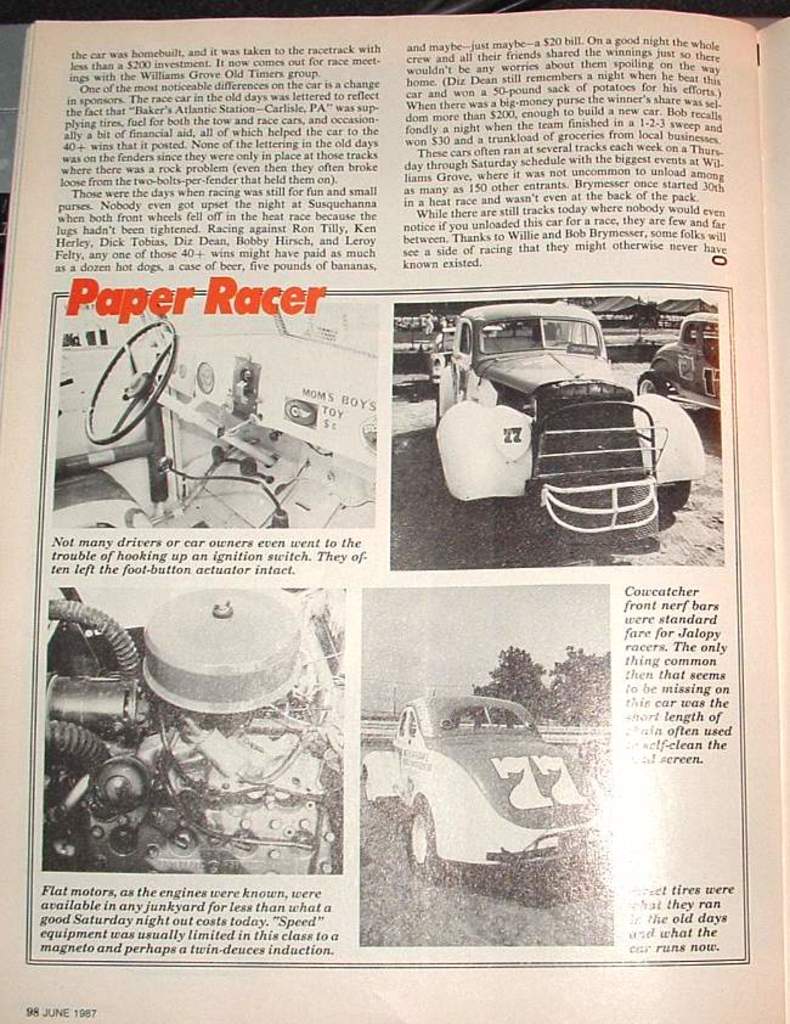 the car was homebuilt, and it was taken to the racetrack with
less than a $200 investment. It now comes out for race meet-
ings with the Williams Grove Old Timers group.
One of the most noticeable differences on the car is a change
in sponsors. The race car in the old days was lettered to reflect
the fact that "Baker's Atlantic Station—Carlisle, PA" was sup-
plying tires, fuel for both the tow and race cars, and occasion-
ally a bit of financial aid, all of which helped the car to the
40+ wins that it posted. None of the lettering in the old days
was on the fenders since they were only in place at those tracks
where there was a rock problem (even then they often broke
loose from the two-bolts-per-fender that held them on).
Those were the days when racing was still for fun and small
purses. Nobody even got upset the night at Susquehanna
when both front wheels fell off in the heat race because the
lugs hadn't been tightened. Racing against Ron Tilly, Ken
Herley, Dick Tobias, Diz Dean, Bobby Hirsch, and Leroy
Felty, any one of those 40+ wins might have paid as much
as a dozen hot dogs, a case of beer, five pounds of bananas,
and maybe—just maybe—a $20 bill. On a good night the whole
crew and all their friends shared the winnings just so there
wouldn't be any worries about them spoiling on the way
home. (Diz Dean still remembers a night when he beat this
car and won a 50-pound sack of potatoes for his efforts.)
When there was a big-money purse the winner's share was sel-
dom more than $200, enough to build a new car. Bob recalls
fondly a night when the team finished in a 1-2-3 sweep and
won $30 and a trunkload of groceries from local businesses.
These cars often ran at several tracks each week on a Thurs-
day through Saturday schedule with the biggest events at Wil-
liams Grove, where it was not uncommon to unload among
as many as 150 other entrants. Brymesser once started 30th
in a heat race and wasn't even at the back of the pack.
While there are still tracks today where nobody would even
notice if you unloaded this car for a race, they are few and far
between. Thanks to Willie and Bob Brymesser, some folks will
see a side of racing that they might otherwise never have
known existed.
Paper Racer
MOM'S BOY'S
TOY
77
Not many drivers or car owners even went to the
trouble of hooking up an ignition switch. They of-
ten left the foot-button actuator intact.
Cowcatcher
front nerf bars
were standard
fare for Jalopy
racers. The only
thing common
then that seems
to be missing on
this car was the
short length of
often used
self-clean the
screen.
77
Flat motors, as the engines were known, were
available in any junkyard for less than what a
good Saturday night out costs today. "Speed"
equipment was usually limited in this class to a
magneto and perhaps a twin-deuces induction.
tires were
what they ran
in the old days
and what the
car runs now.
98 JUNE 1987